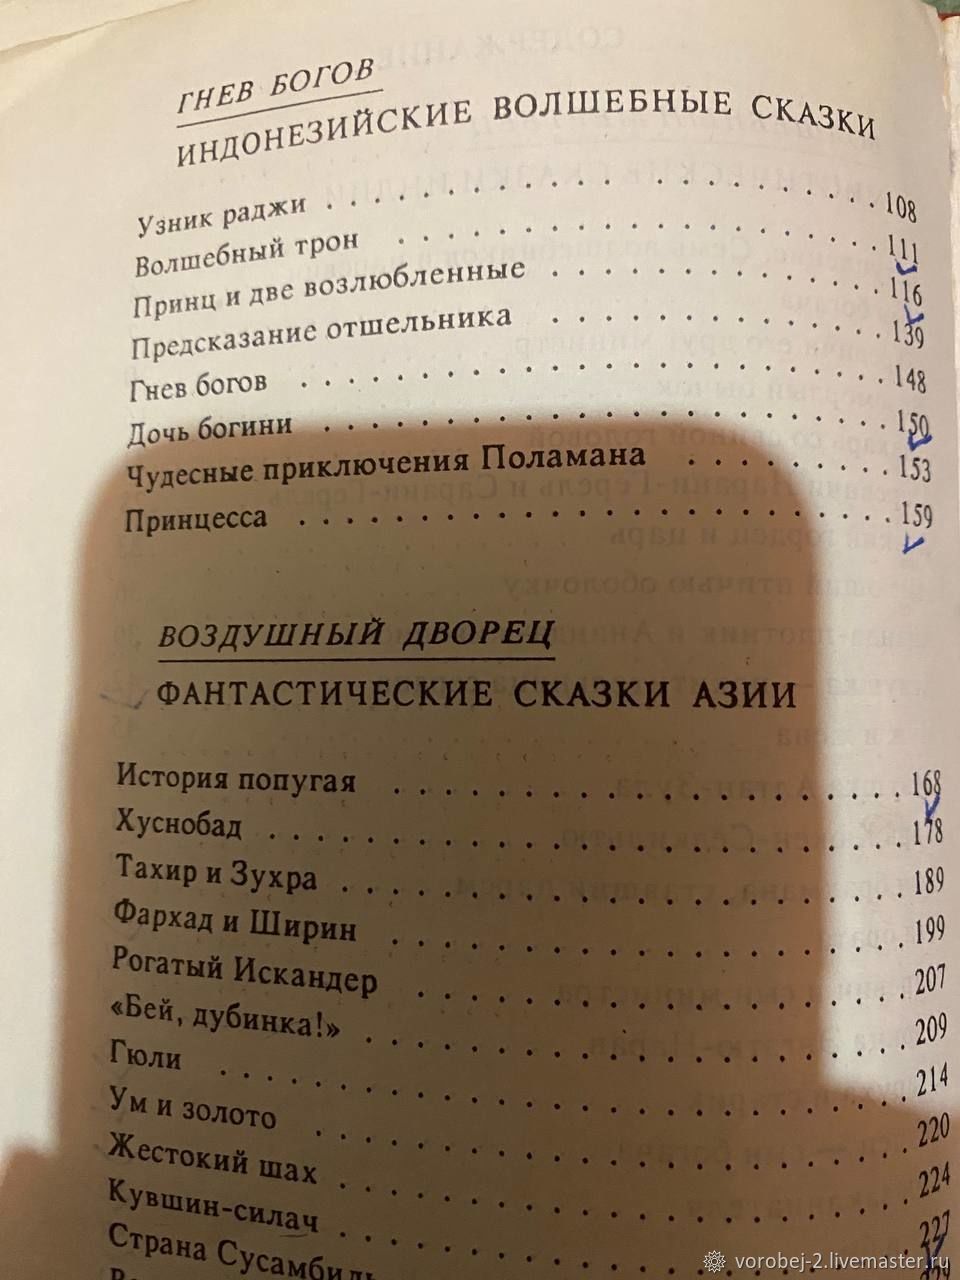 ГНЕВ БОГОВ
ИНДОНЕЗИЙСКИЕ ВОЛШЕБНЫЕ СКАЗКИ
Узник раджи . . . . . . . . . . . . . . . 108
Волшебный трон . . . . . . . . . . . . . . . 111
Принц и две возлюбленные . . . . . . . . . . 116
Предсказание отшельника . . . . . . . . . . 139
Гнев богов . . . . . . . . . . . . . . . 148
Дочь богини . . . . . . . . . . . . . . . 150
Чудесные приключения Поламана . . . . . . 153
Принцесса . . . . . . . . . . . . . . . 159
ВОЗДУШНЫЙ ДВОРЕЦ
ФАНТАСТИЧЕСКИЕ СКАЗКИ АЗИИ
История попугая . . . . . . . . . . . . . . . 168
Хуснобад . . . . . . . . . . . . . . . 178
Тахир и Зухра . . . . . . . . . . . . . . . 189
Фархад и Ширин . . . . . . . . . . . . . . . 199
Рогатый Искандер . . . . . . . . . . . . . . . 207
«Бей, дубинка!» . . . . . . . . . . . . . . . 209
Гюли . . . . . . . . . . . . . . . 214
Ум и золото . . . . . . . . . . . . . . . 220
Жестокий шах . . . . . . . . . . . . . . . 224
Кувшин-силач . . . . . . . . . . . . . . . 227
Страна
vorobej-2.livemaster.ru